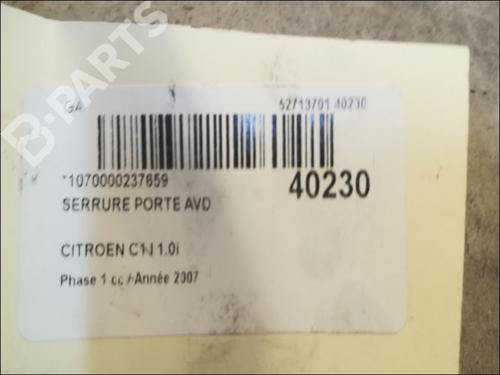 GA 52713701 40230
*1070000237659
40230
SERRURE PORTE AVD
CITROEN C1 I 1.0i
Phase 1 cc / Année 2007
B-PARTS